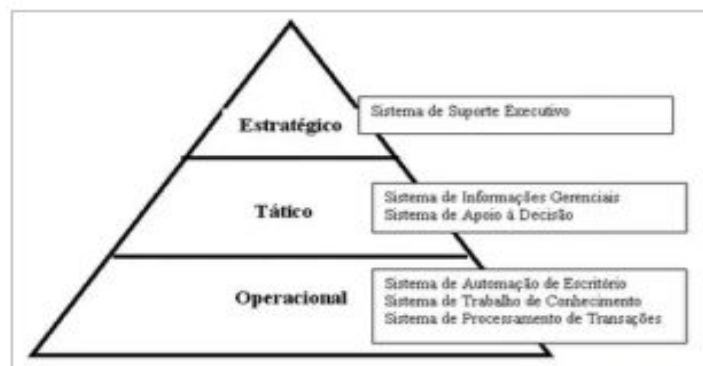 Estratégico
Sistema de Suporte Executivo
Tático
Sistema de Informações Gerenciais
Sistema de Apoio à Decisão
Operacional
Sistema de Automação de Escritório
Sistema de Trabalho de Conhecimento
Sistema de Processamento de Transações